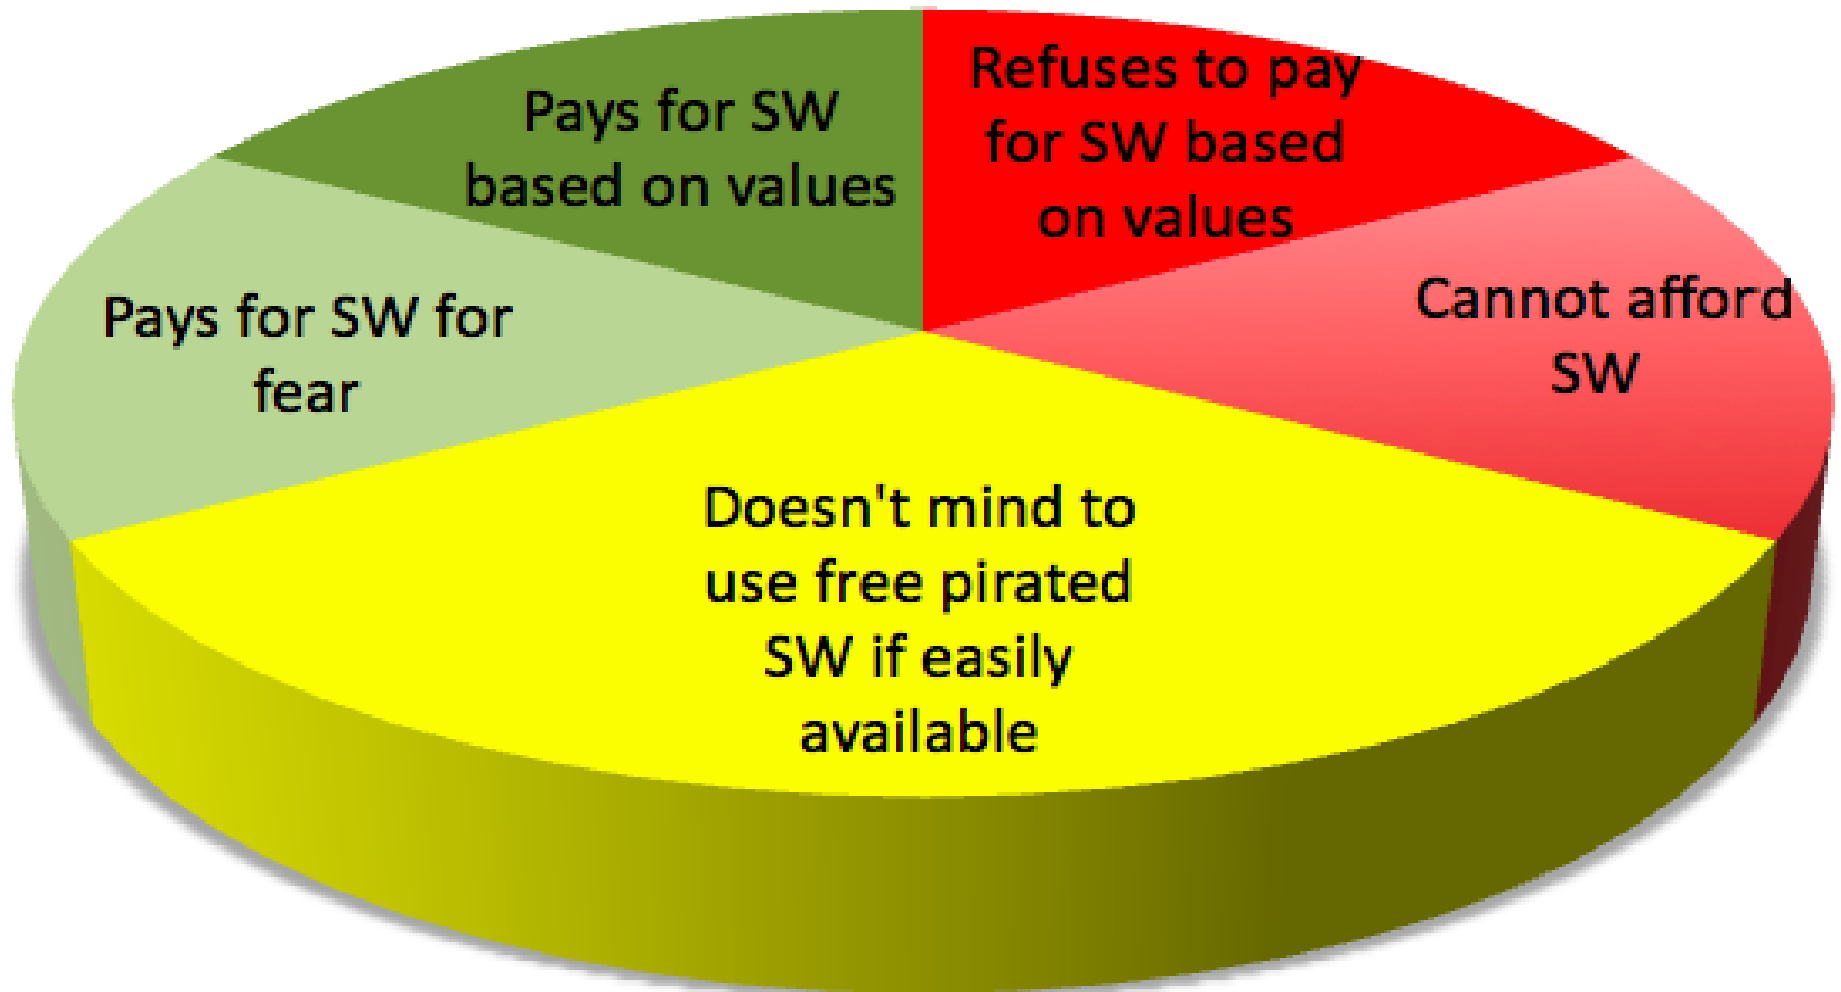 Pays for SW
based on values
Refuses to pay
for SW based
on values
Pays for SW for
fear
Cannot afford
SW
Doesn't mind to
use free pirated
SW if easily
available